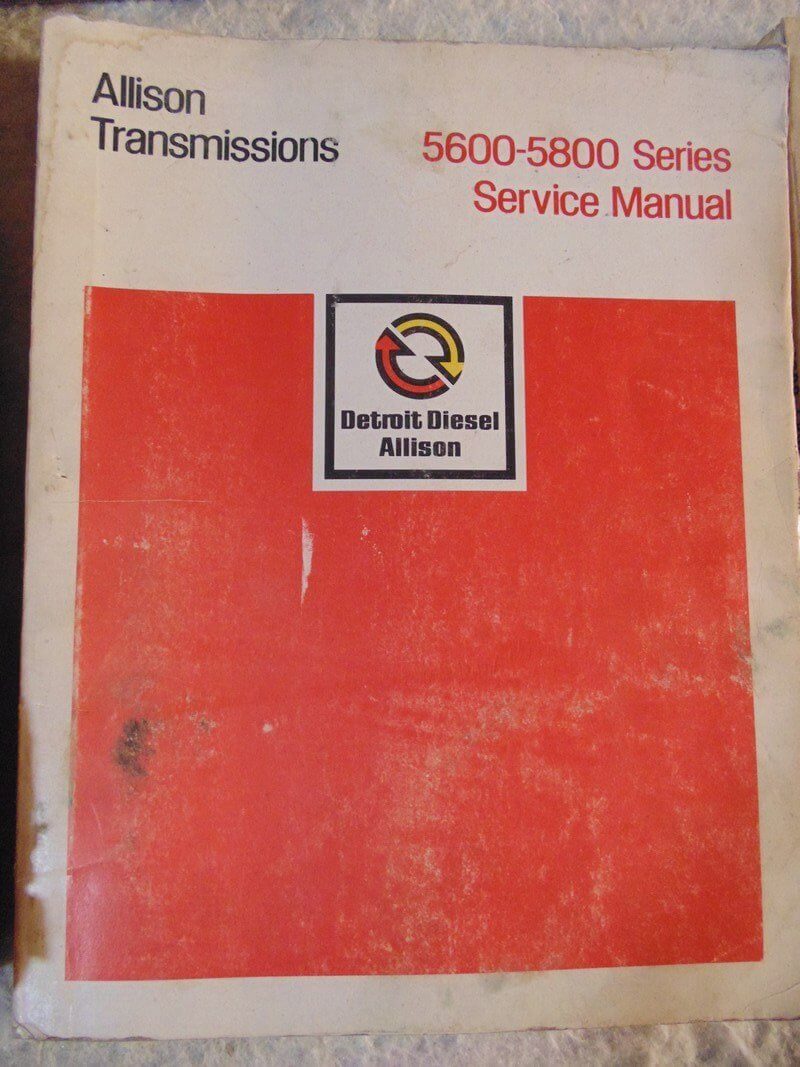 Allison
Transmissions
5600-5800 Series
Service Manual
Detroit Diesel
Allison